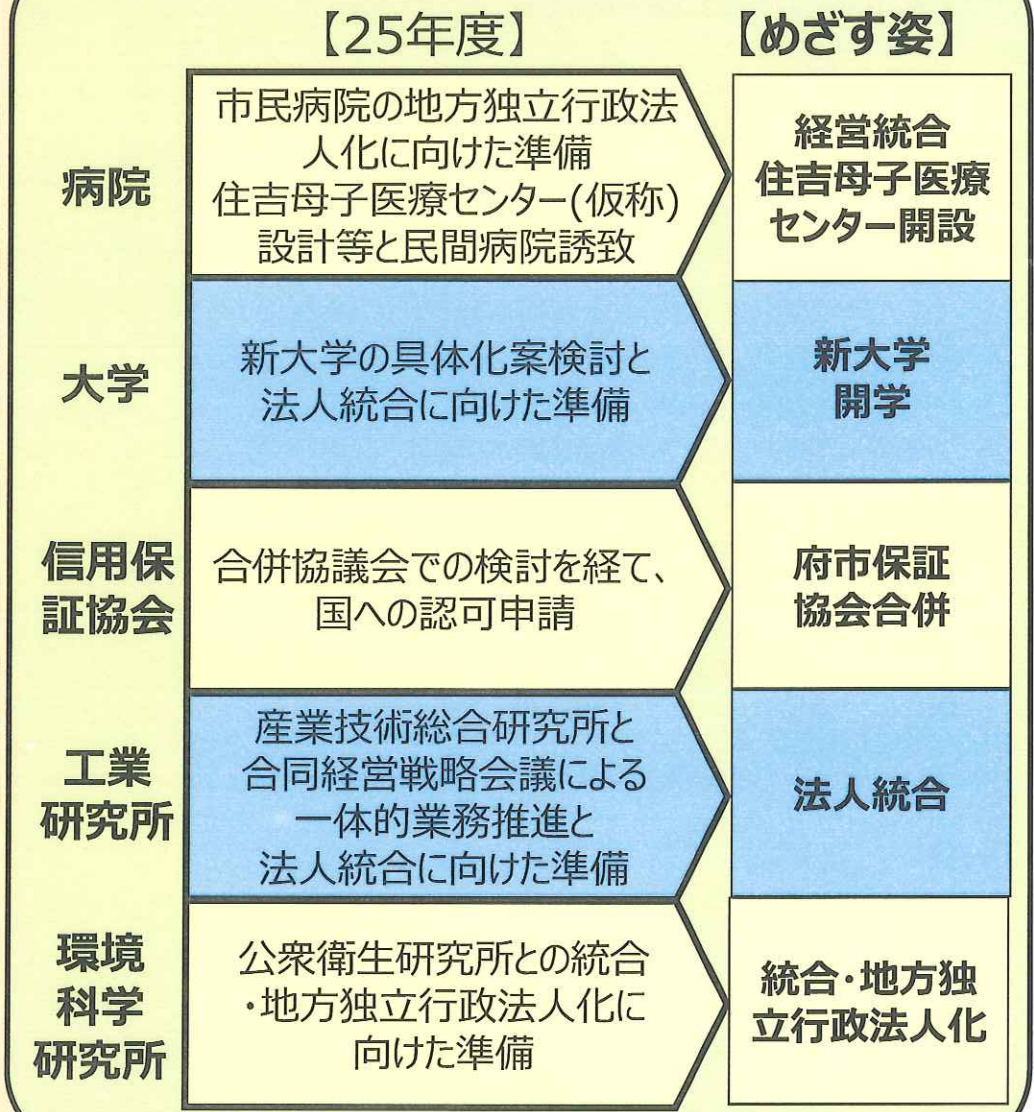 【25年度】
【めざす姿】
病院
市民病院の地方独立行政法
人化に向けた準備
住吉母子医療センター(仮称)
設計等と民間病院誘致
経営統合
住吉母子医療
センター開設
大学
新大学の具体化案検討と
法人統合に向けた準備
新大学
開学
信用保
証協会
合併協議会での検討を経て、
国への認可申請
府市保証
協会合併
工業
研究所
産業技術総合研究所と
合同経営戦略会議による
一体的業務推進と
法人統合に向けた準備
法人統合
環境
科学
研究所
公衆衛生研究所との統合
・地方独立行政法人化に
向けた準備
統合・地方独
立行政法人化